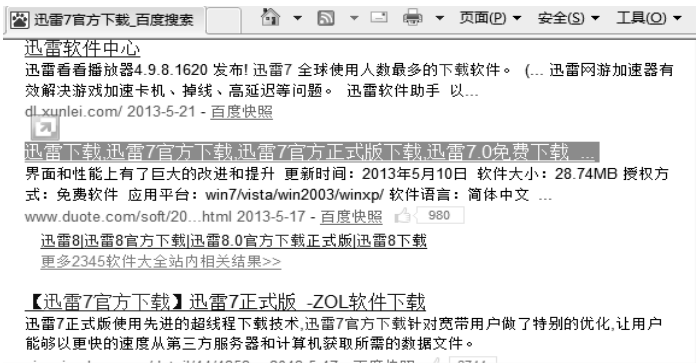 迅雷7官方下载_百度搜索
页面(P) 安全(S) 工具(O)
迅雷软件中心
迅雷看看播放器4.9.8.1620 发布! 迅雷7 全球使用人数最多的下载软件。 (... 迅雷网游加速器有
效解决游戏加速卡机、掉线、高延迟等问题。 迅雷软件助手 以...
dl.xunlei.com/ 2013-5-21 - 百度快照
迅雷下载,迅雷7官方下载,迅雷7官方正式版下载,迅雷7.0免费下载 ...
界面和性能上有了巨大的改进和提升 更新时间：2013年5月10日 软件大小：28.74MB 授权方
式：免费软件 应用平台：win7/vista/win2003/winxp/ 软件语言：简体中文 ...
www.duote.com/soft/20...html 2013-5-17 - 百度快照 980
迅雷8|迅雷8官方下载|迅雷8.0官方下载正式版|迅雷8下载
更多2345软件大全站内相关结果>>
【迅雷7官方下载】迅雷7正式版 -ZOL软件下载
迅雷7正式版使用先进的超线程下载技术,迅雷7官方下载针对宽带用户做了特别的优化,让用户
能够以更快的速度从第三方服务器和计算机获取所需的数据文件。